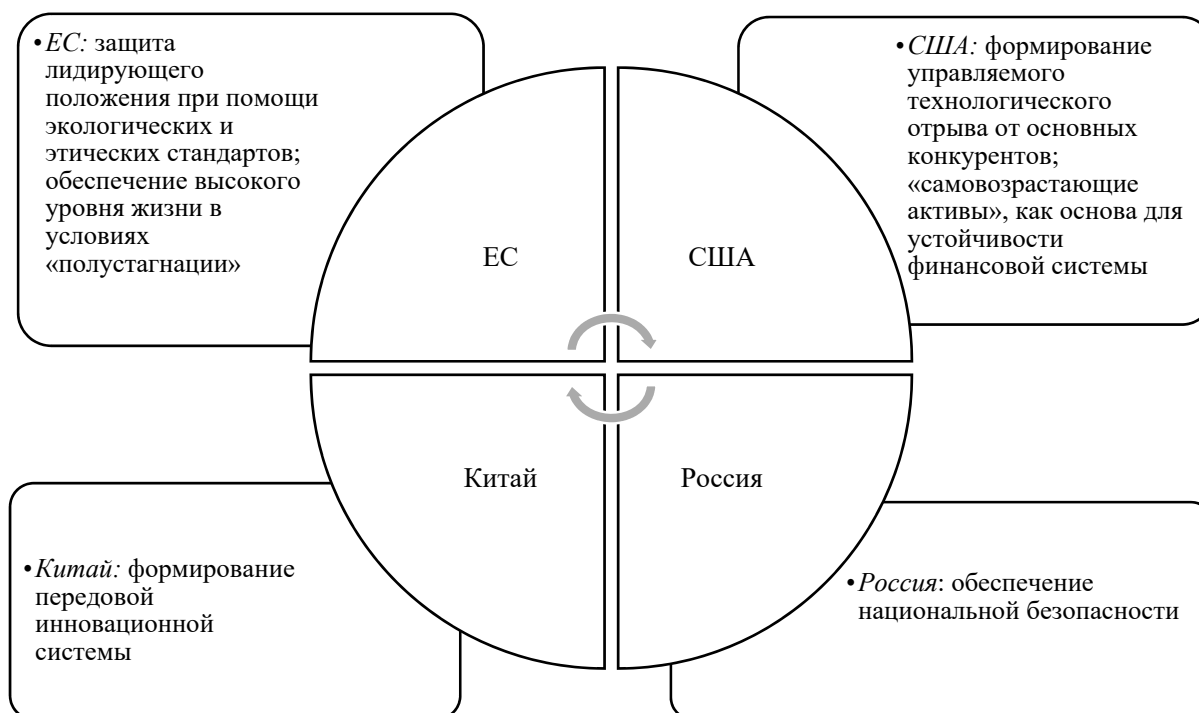 •ЕС: защита
лидирующего
положения при помощи
экологических и
этических стандартов;
обеспечение высокого
уровня жизни в
условиях
«полустагнации»
•США: формирование
управляемого
технологического
отрыва от основных
конкурентов;
«самовозрастающие
активы», как основа для
устойчивости
финансовой системы
ЕС
США
Китай
Россия
•Китай: формирование
передовой
инновационной
системы
•Россия: обеспечение
национальной безопасности